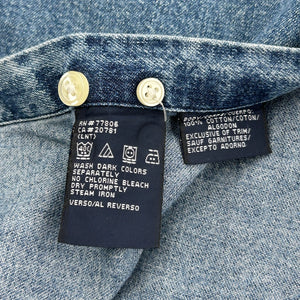 RN#77806
CA#20781
(LNT)
WASH DARK COLORS
SEPARATELY
NO CHLORINE BLEACH
DRY PROMPTLY
STEAM IRON
VERSO/AL REVERSO
100% COTTON/COTON/
ALGODON
EXCLUSIVE OF TRIM/
SAUF GARNITURES/
EXCEPTO ADORNO